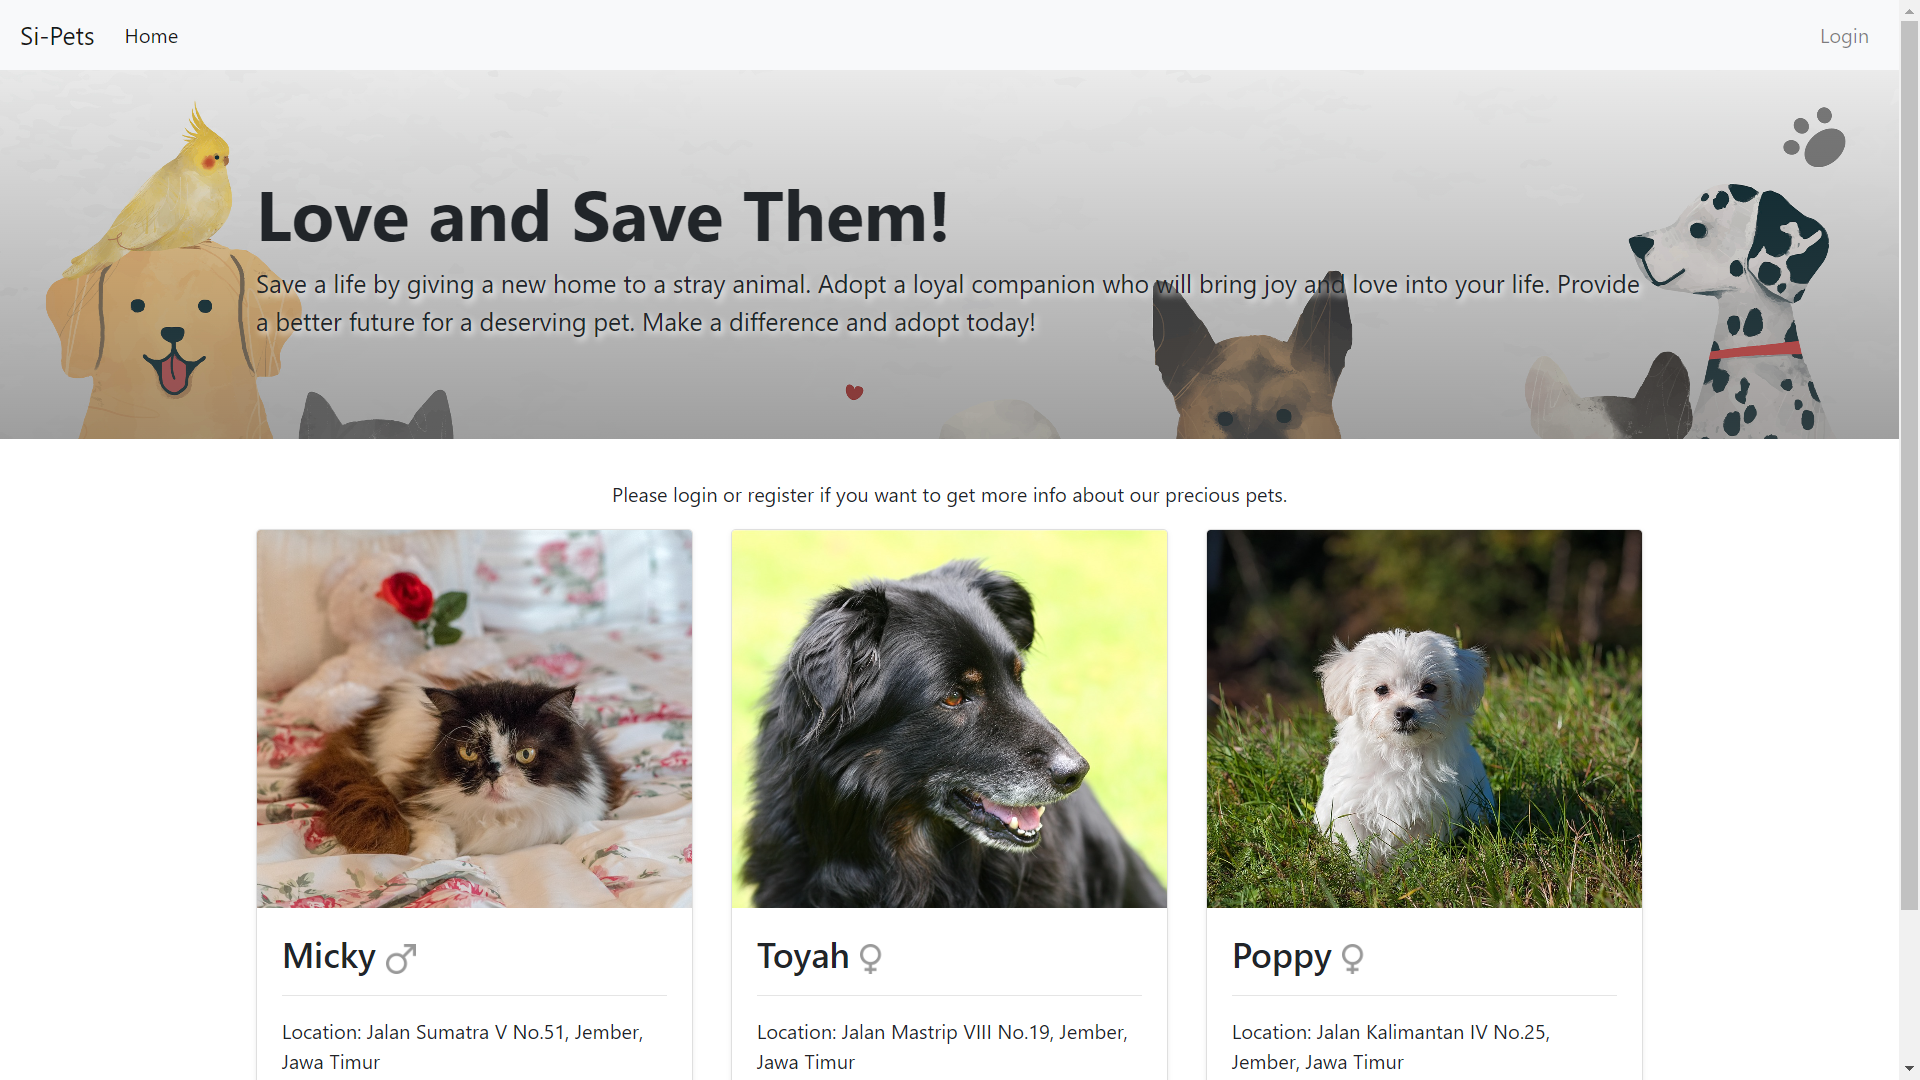 Si-Pets Home Login
Love and Save Them!
Save a life by giving a new home to a stray animal. Adopt a loyal companion who will bring joy and love into your life. Provide
a better future for a deserving pet. Make a difference and adopt today!
Please login or register if you want to get more info about our precious pets.
Micky ♂
Location: Jalan Sumatra V No.51, Jember,
Jawa Timur
Toyah ♀
Location: Jalan Mastrip VIII No.19, Jember,
Jawa Timur
Poppy ♀
Location: Jalan Kalimantan IV No.25,
Jember, Jawa Timur